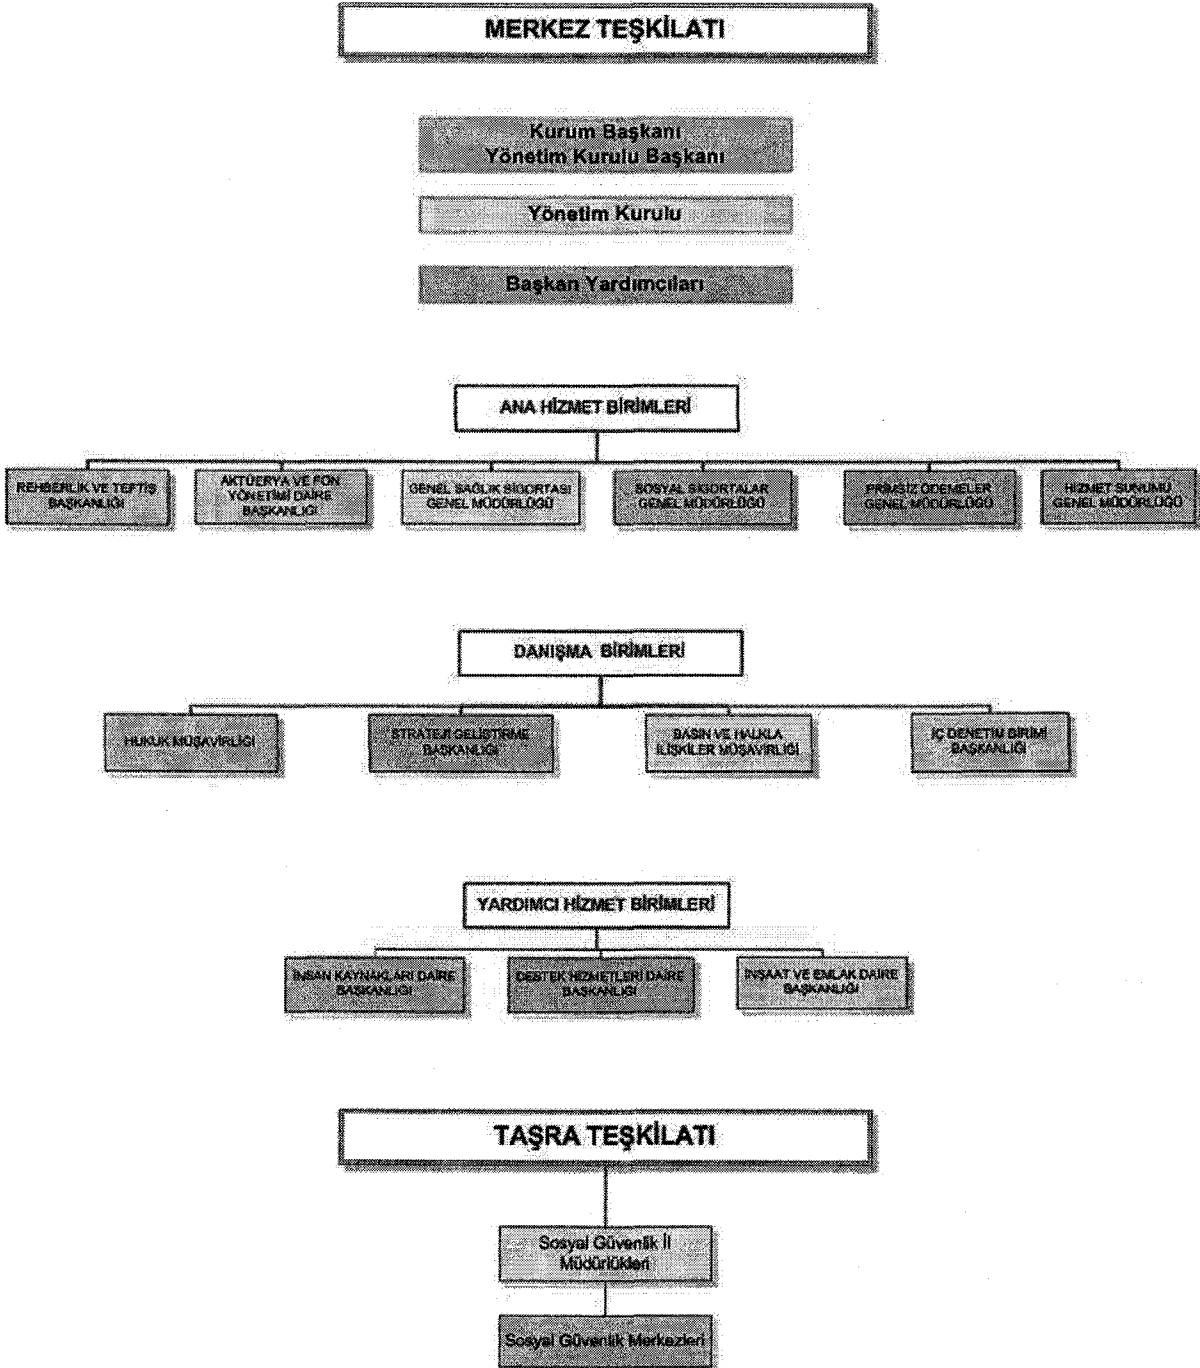 MERKEZ TEŞKİLATI
Kurum Başkanı
Yönetim Kurulu Başkanı
Yönetim Kurulu
Başkan Yardımcıları
ANA HİZMET BİRİMLERİ
REHBERLİK VE TEFTİŞ
BAŞKANLIĞI
AKTÜERYA VE FON
YÖNETİMİ DAİRE
BAŞKANLIĞI
GENEL SAĞLIK SİGORTASI
GENEL MÜDÜRLÜĞÜ
SOSYAL SİGORTALAR
GENEL MÜDÜRLÜĞÜ
PRİMSİZ ÖDEMELER
GENEL MÜDÜRLÜĞÜ
HİZMET SUNUMU
GENEL MÜDÜRLÜĞÜ
DANIŞMA BİRİMLERİ
HUKUK MÜŞAVİRLİĞİ
STRATEJİ GELİŞTİRME
BAŞKANLIĞI
BASIN VE HALKLA
İLİŞKİLER MÜŞAVİRLİĞİ
İÇ DENETİM BİRİMİ
BAŞKANLIĞI
YARDIMCI HİZMET BİRİMLERİ
İNSAN KAYNAKLARI DAİRE
BAŞKANLIĞI
DESTEK HİZMETLERİ DAİRE
BAŞKANLIĞI
İNŞAAT VE EMLAK DAİRE
BAŞKANLIĞI
TAŞRA TEŞKİLATI
Sosyal Güvenlik İl
Müdürlükleri
Sosyal Güvenlik Merkezleri